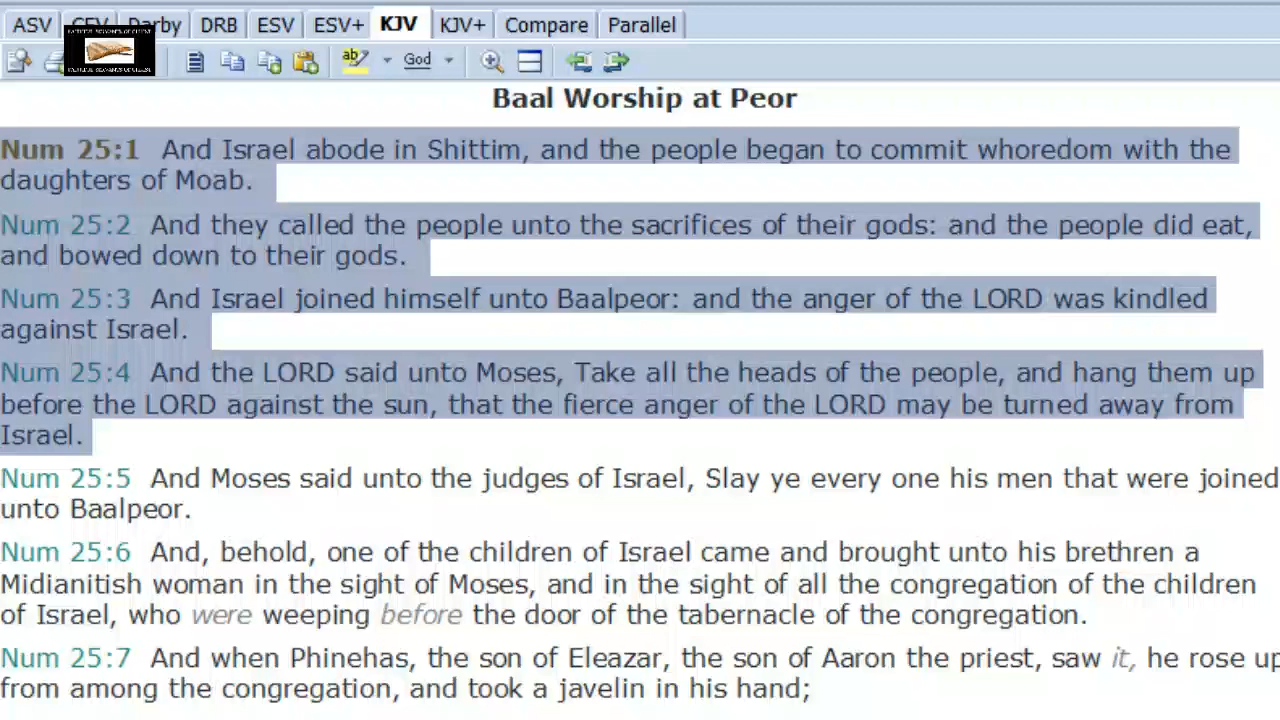 ASV CEV Darby DRB ESV ESV+ KJV KJV+ Compare Parallel
ab God
Baal Worship at Peor
Num 25:1 And Israel abode in Shittim, and the people began to commit whoredom with the
daughters of Moab.
Num 25:2 And they called the people unto the sacrifices of their gods: and the people did eat,
and bowed down to their gods.
Num 25:3 And Israel joined himself unto Baalpeor: and the anger of the LORD was kindled
against Israel.
Num 25:4 And the LORD said unto Moses, Take all the heads of the people, and hang them up
before the LORD against the sun, that the fierce anger of the LORD may be turned away from
Israel.
Num 25:5 And Moses said unto the judges of Israel, Slay ye every one his men that were joined
unto Baalpeor.
Num 25:6 And, behold, one of the children of Israel came and brought unto his brethren a
Midianitish woman in the sight of Moses, and in the sight of all the congregation of the children
of Israel, who were weeping before the door of the tabernacle of the congregation.
Num 25:7 And when Phinehas, the son of Eleazar, the son of Aaron the priest, saw it, he rose up
from among the congregation, and took a javelin in his hand;